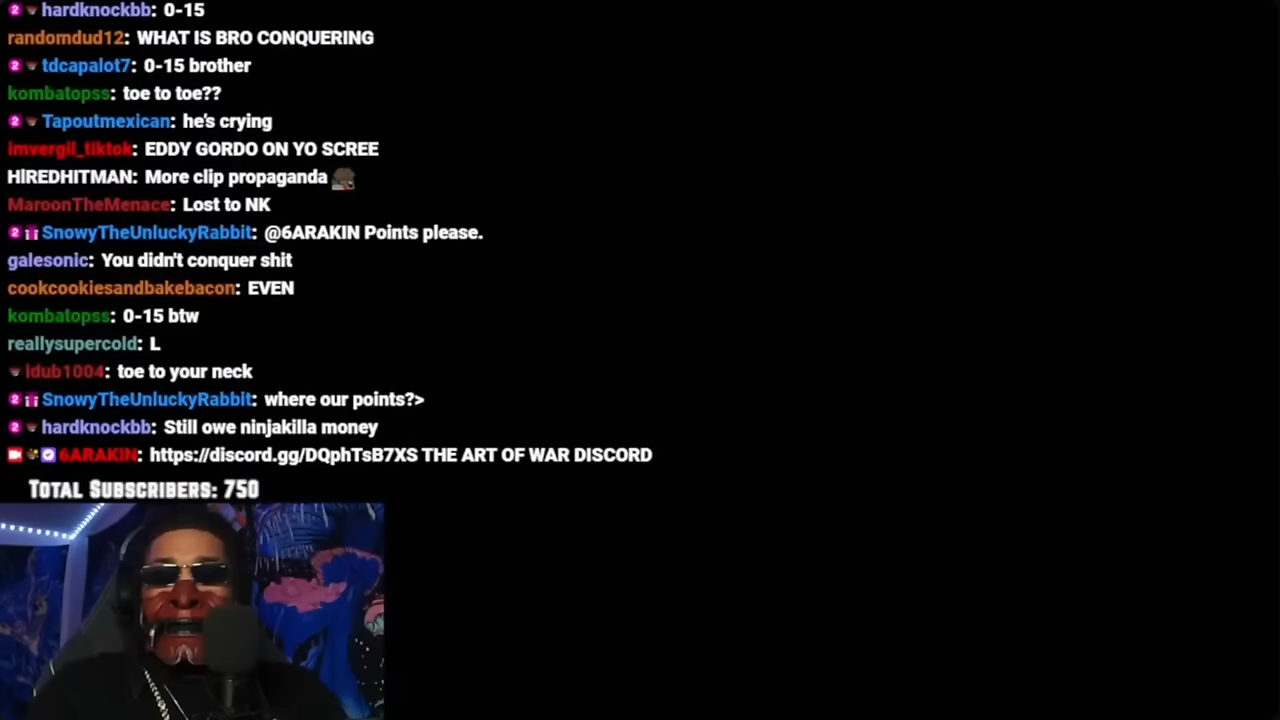 hardknockbb: 0-15
randomdud12: WHAT IS BRO CONQUERING
tdcapalot7: 0-15 brother
kombatopss: toe to toe??
Tapoutmexican: he's crying
imvergil_tiktok: EDDY GORDO ON YO SCREE
HIREDHITMAN: More clip propaganda
MaroonTheMenace: Lost to NK
2 SnowyTheUnluckyRabbit: @6ARAKIN Points please.
galesonic: You didn't conquer shit
cookcookiesandbakebacon: EVEN
kombatopss: 0-15 btw
reallysupercold: L
ldub1004: toe to your neck
2 SnowyTheUnluckyRabbit: where our points?>
2 hardknockbb: Still owe ninjakilla money
6ARAKIN: https://discord.gg/DQphTsB7XS THE ART OF WAR DISCORD
TOTAL SUBSCRIBERS: 750